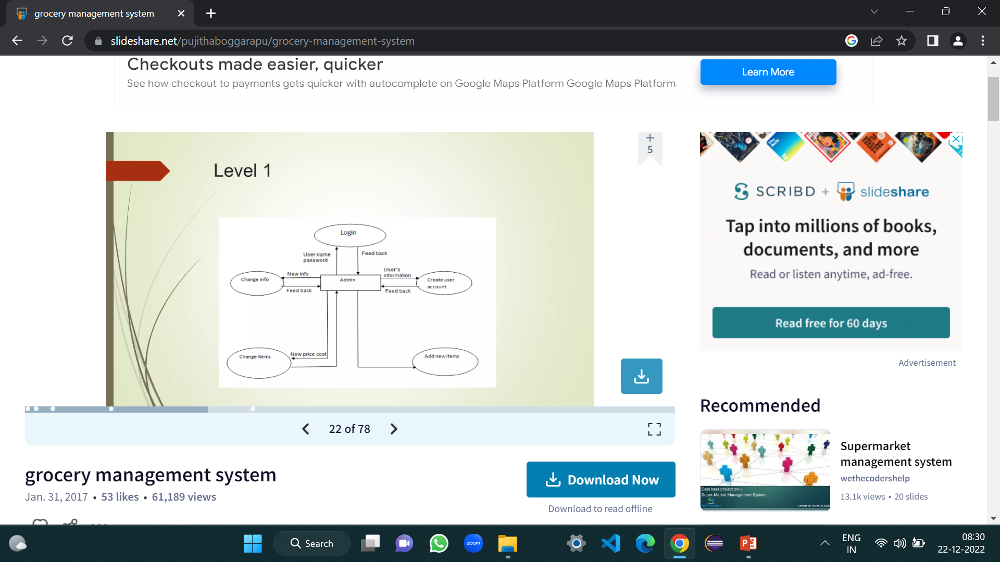 grocery management system
slideshare.net/pujithaboggarapu/grocery-management-system
Checkouts made easier, quicker
See how checkout to payments gets quicker with autocomplete on Google Maps Platform Google Maps Platform
Learn More
Level 1
Login
User name
password
Feed back
New info
User"s
information
Change info
Admin
Create user
account
Feed back
Feed back
Change items
New price cost
Add new items
+
5
22 of 78
grocery management system
Jan. 31, 2017 • 53 likes • 61,189 views
Download Now
Download to read offline
SCRIBD + slideshare
Tap into millions of books,
documents, and more
Read or listen anytime, ad-free.
Read free for 60 days
Advertisement
Recommended
Data base project on :-
Super-Market Management System
WeTheCoders
Supermarket
management system
wethecodershelp
13.1k views • 20 slides
Search
zoom
ENG
IN
08:30
22-12-2022